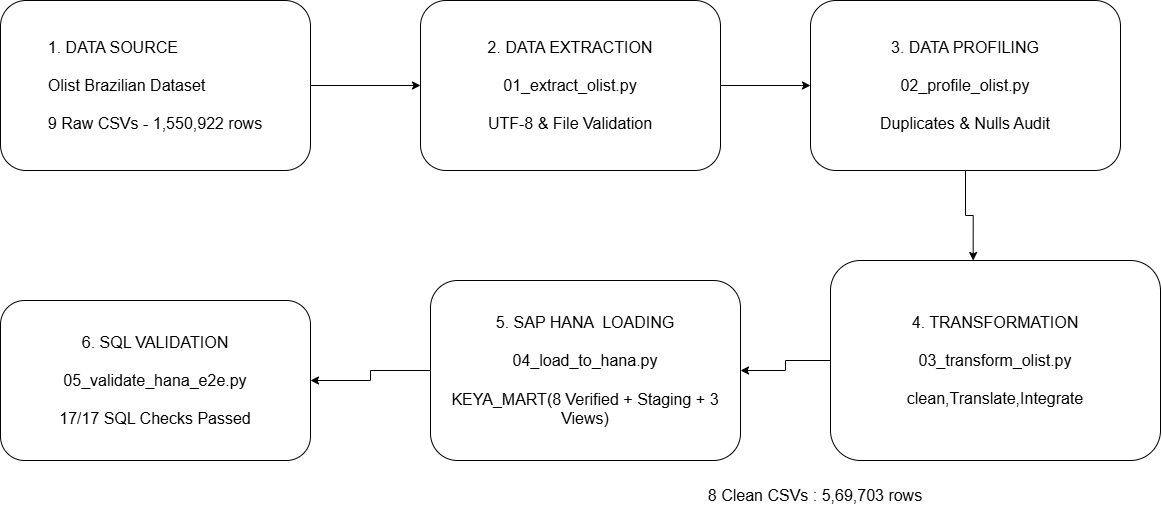 1. DATA SOURCE
Olist Brazilian Dataset
9 Raw CSVs - 1,550,922 rows
2. DATA EXTRACTION
01_extract_olist.py
UTF-8 & File Validation
3. DATA PROFILING
02_profile_olist.py
Duplicates & Nulls Audit
4. TRANSFORMATION
03_transform_olist.py
clean,Translate,Integrate
5. SAP HANA  LOADING
04_load_to_hana.py
KEYA_MART(8 Verified + Staging + 3
Views)
6. SQL VALIDATION
05_validate_hana_e2e.py
17/17 SQL Checks Passed
8 Clean CSVs : 5,69,703 rows